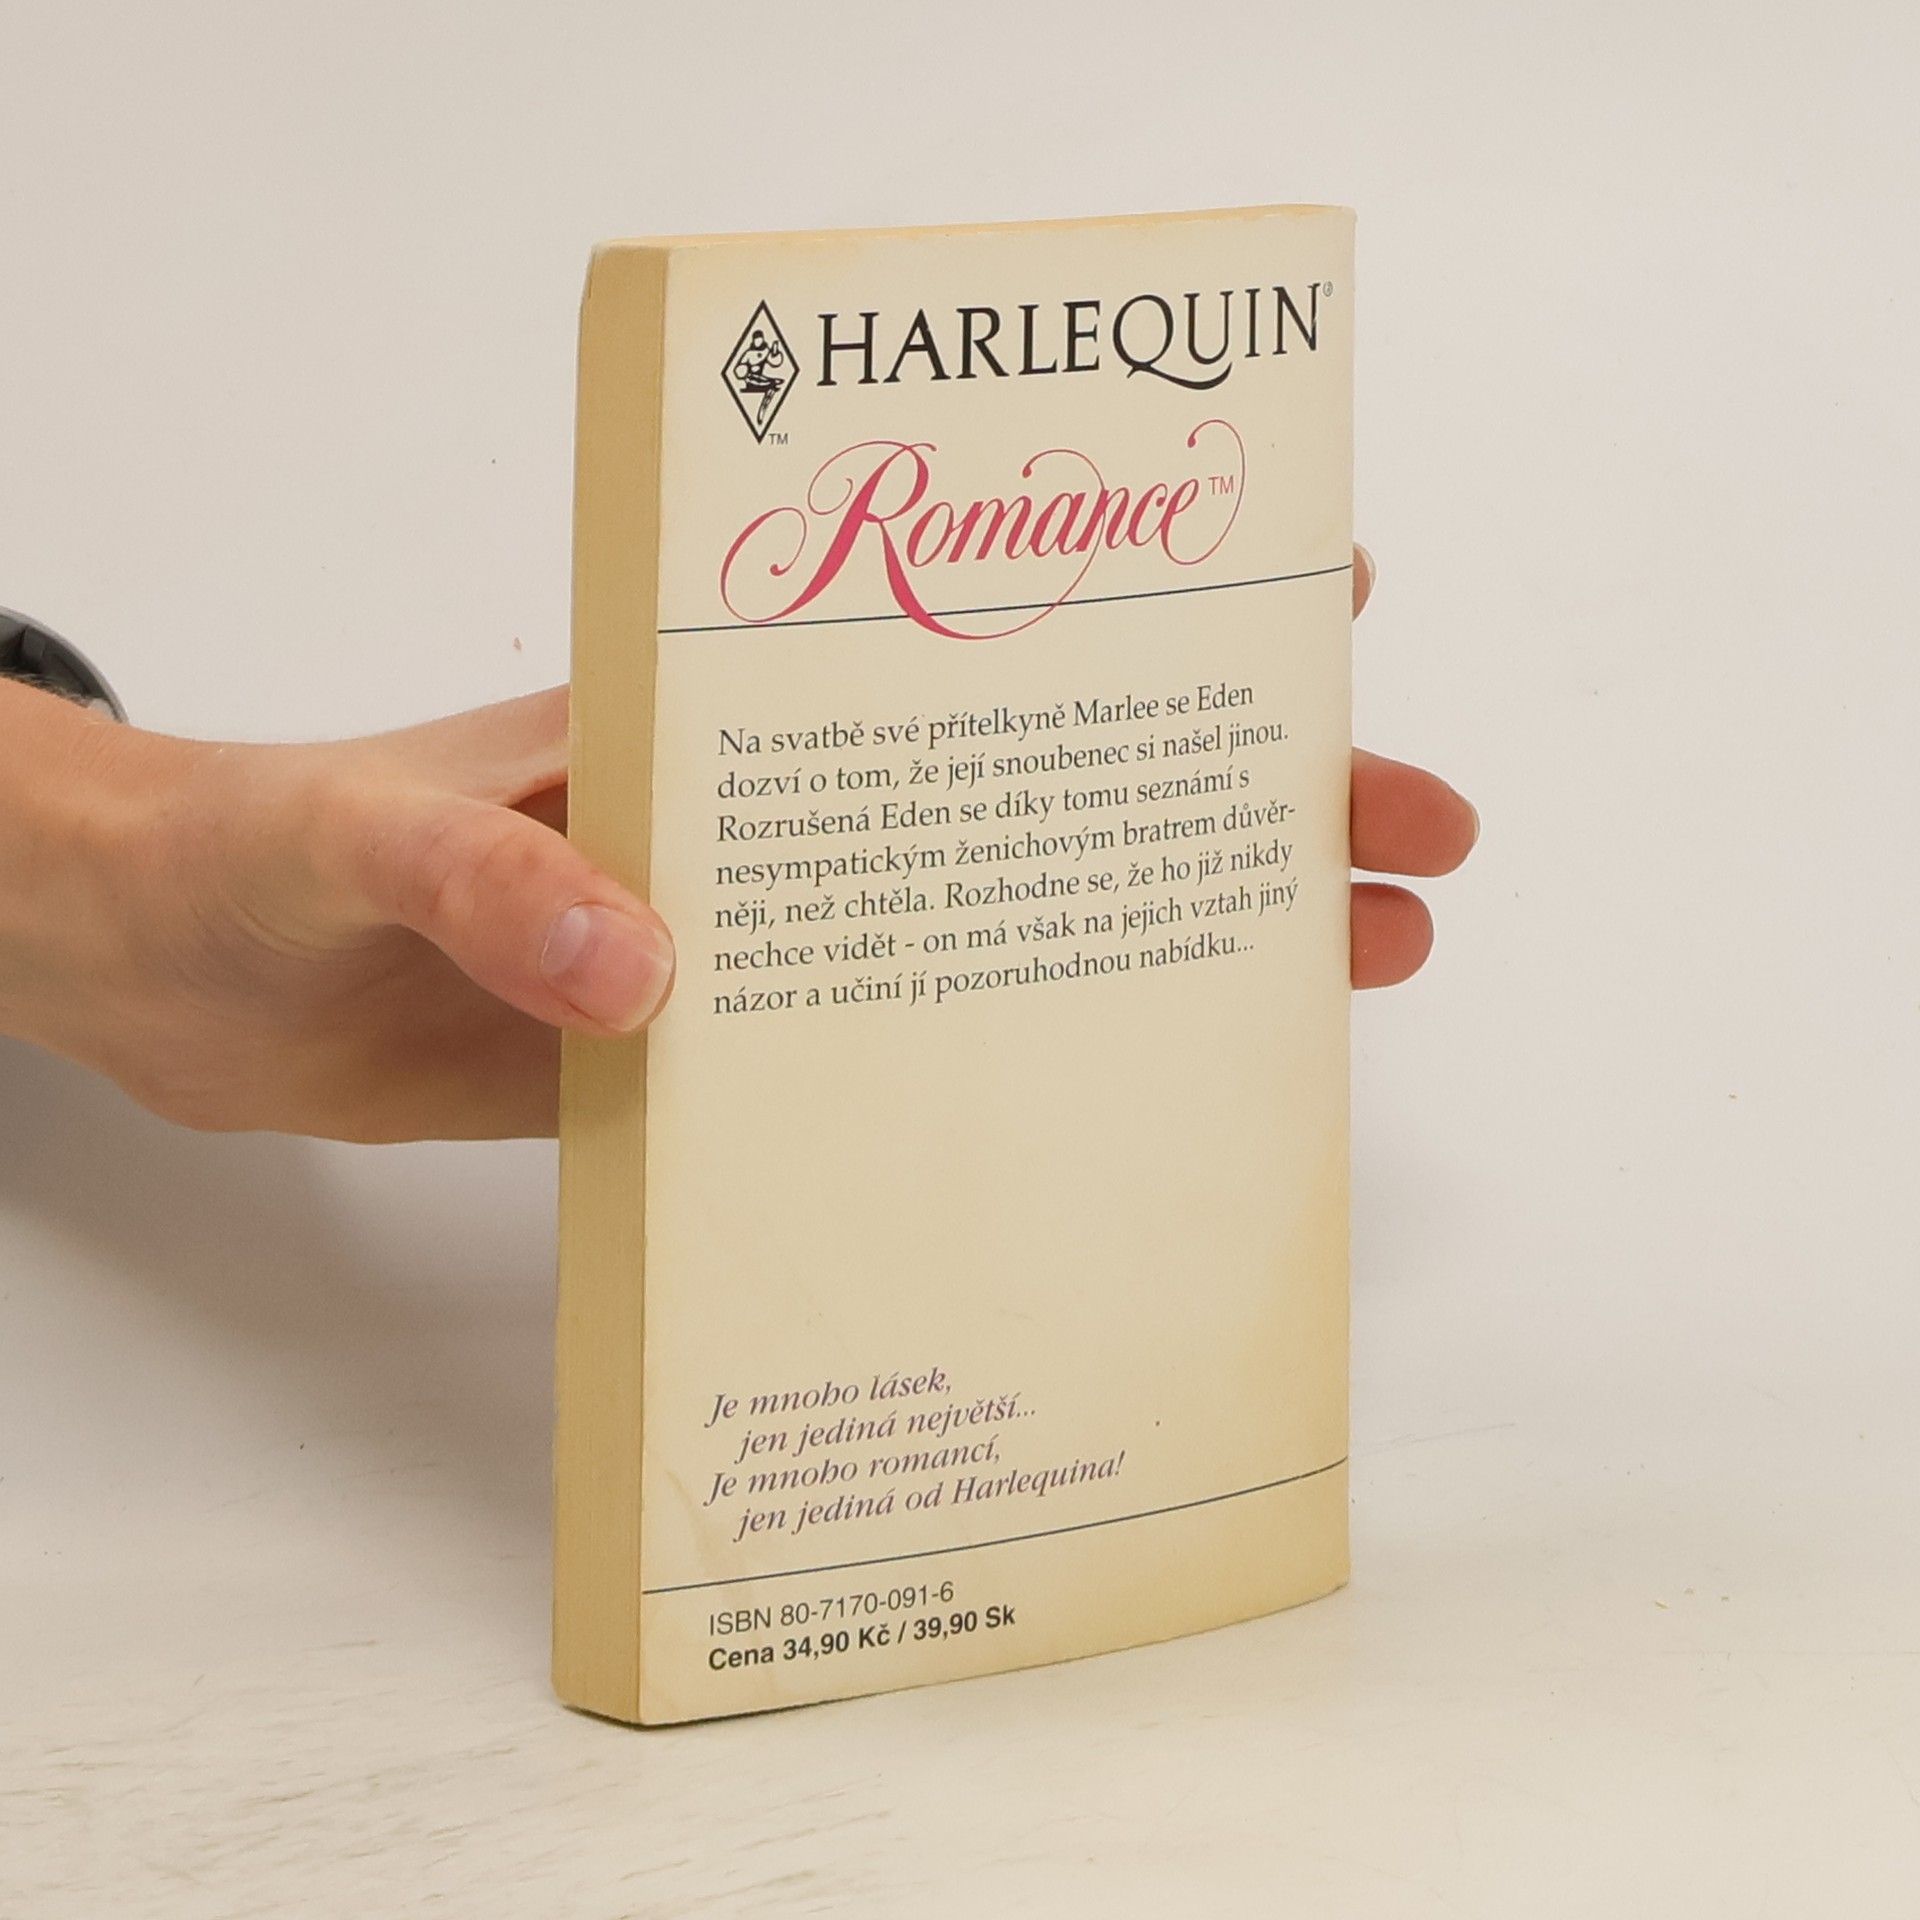 HARLEQUIN®
TM
Romance TM
Na svatbě své přítelkyně Marlee se Eden
dozví o tom, že její snoubenec si našel jinou.
Rozrušená Eden se díky tomu seznámí s
nesympatickým ženichovým bratrem důvěr-
něji, než chtěla. Rozhodne se, že ho již nikdy
nechce vidět - on má však na jejich vztah jiný
názor a učiní jí pozoruhodnou nabídku...
Je mnoho lásek,
jen jediná největší...
Je mnoho romancí,
jen jediná od Harlequina!
ISBN 80-7170-091-6
Cena 34,90 Kč / 39,90 Sk